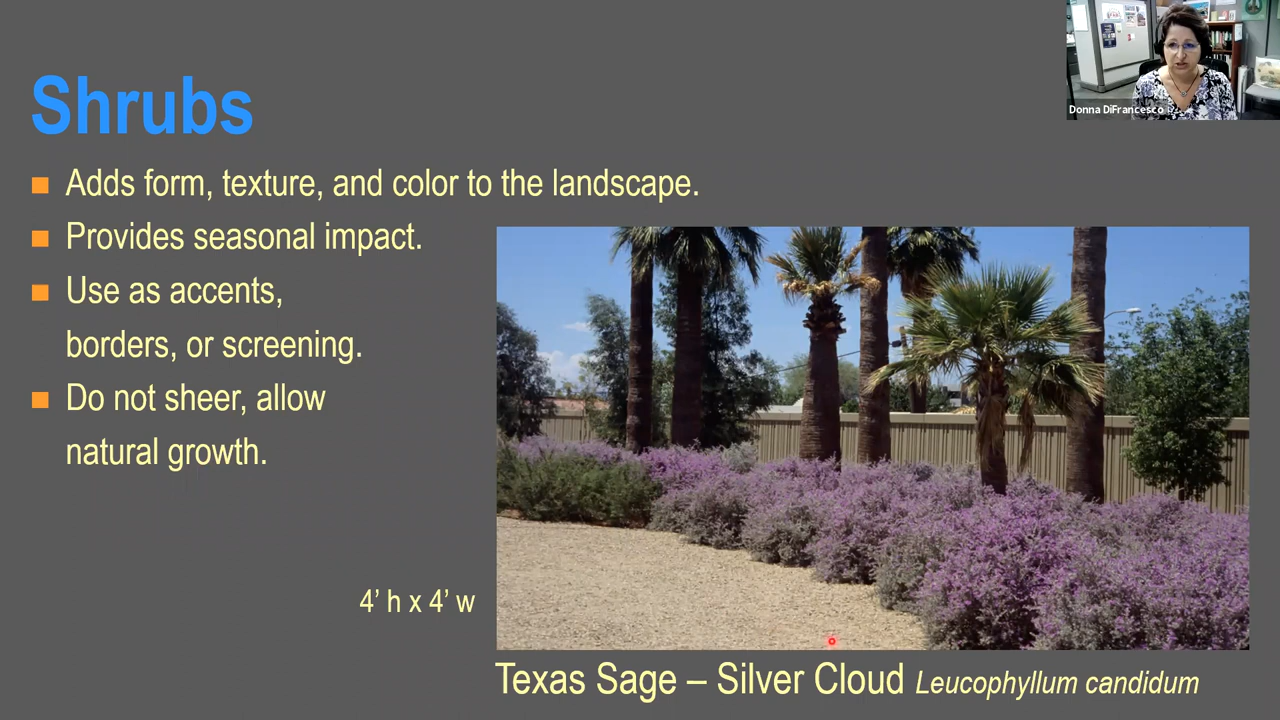 Donna DiFrancesco
Shrubs
Adds form, texture, and color to the landscape.
Provides seasonal impact.
Use as accents,
borders, or screening.
Do not sheer, allow
natural growth.
4’ h x 4’ w
Texas Sage – Silver Cloud Leucophyllum candidum